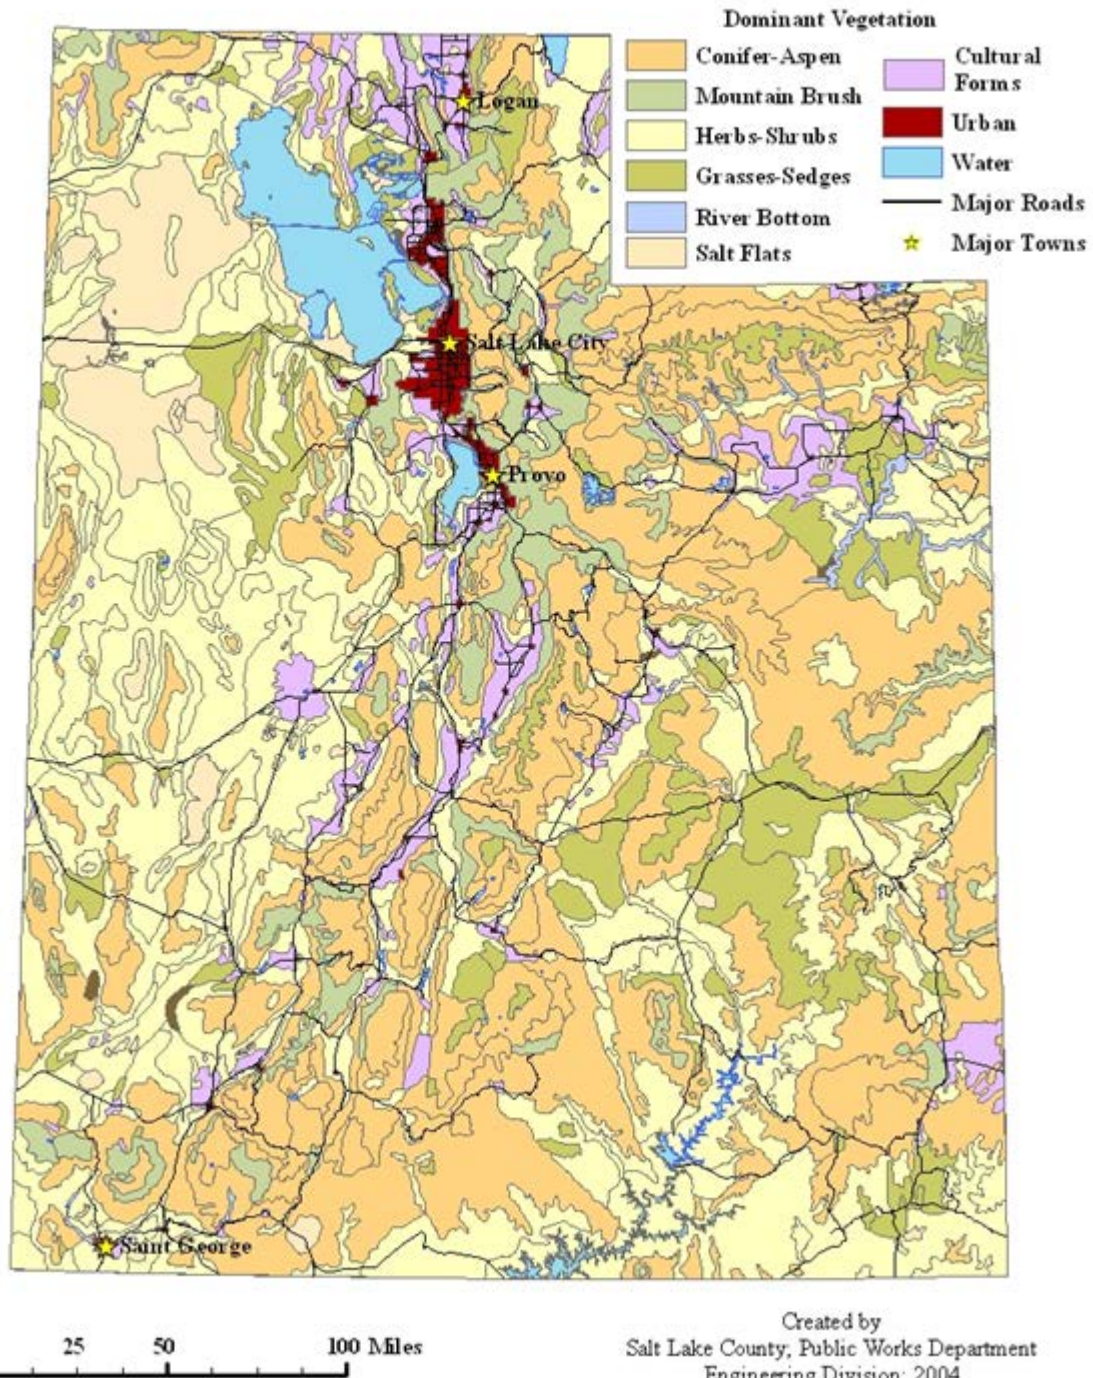 Dominant Vegetation
Conifer-Aspen
Mountain Brush
Herbs-Shrubs
Grasses-Sedges
River Bottom
Salt Flats
Cultural
Forms
Urban
Water
Major Roads
Major Towns
Logan
Salt Lake City
Provo
Saint George
25 50 100 Miles
Created by
Salt Lake County, Public Works Department
Engineering Division: 2004